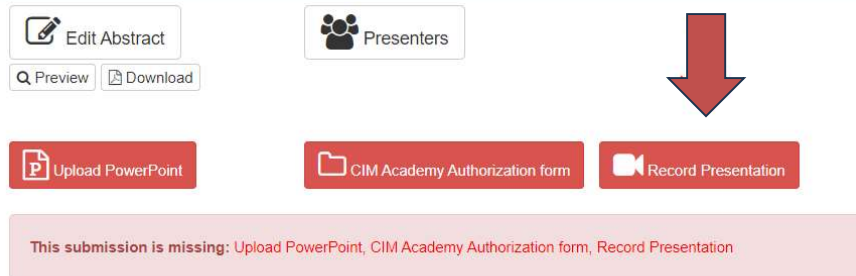 Edit Abstract
Presenters
Preview
Download
Upload PowerPoint
CIM Academy Authorization form
Record Presentation
This submission is missing: Upload PowerPoint, CIM Academy Authorization form, Record Presentation